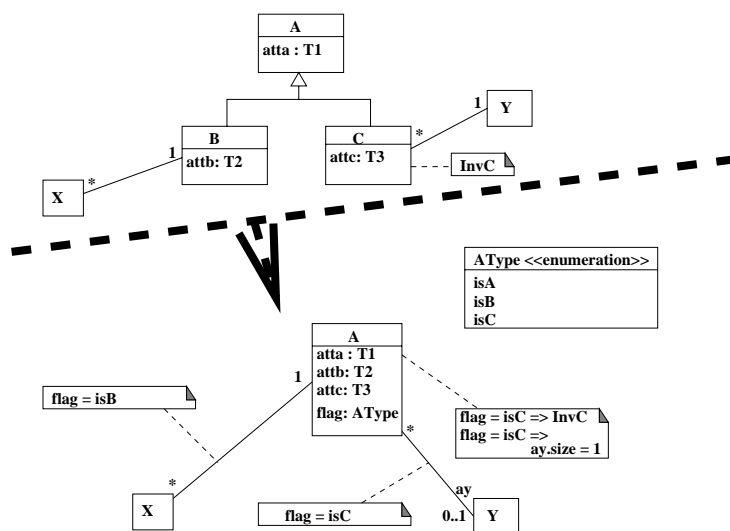 A
atta : T1
B
attb: T2
C
attc: T3
1
Y
*
1
*
X
InvC
AType <<enumeration>>
isA
isB
isC
A
atta : T1
attb: T2
attc: T3
flag: AType
1
*
flag = isB
flag = isC => InvC
flag = isC =>
ay.size = 1
*
X
flag = isC
ay
0..1
Y